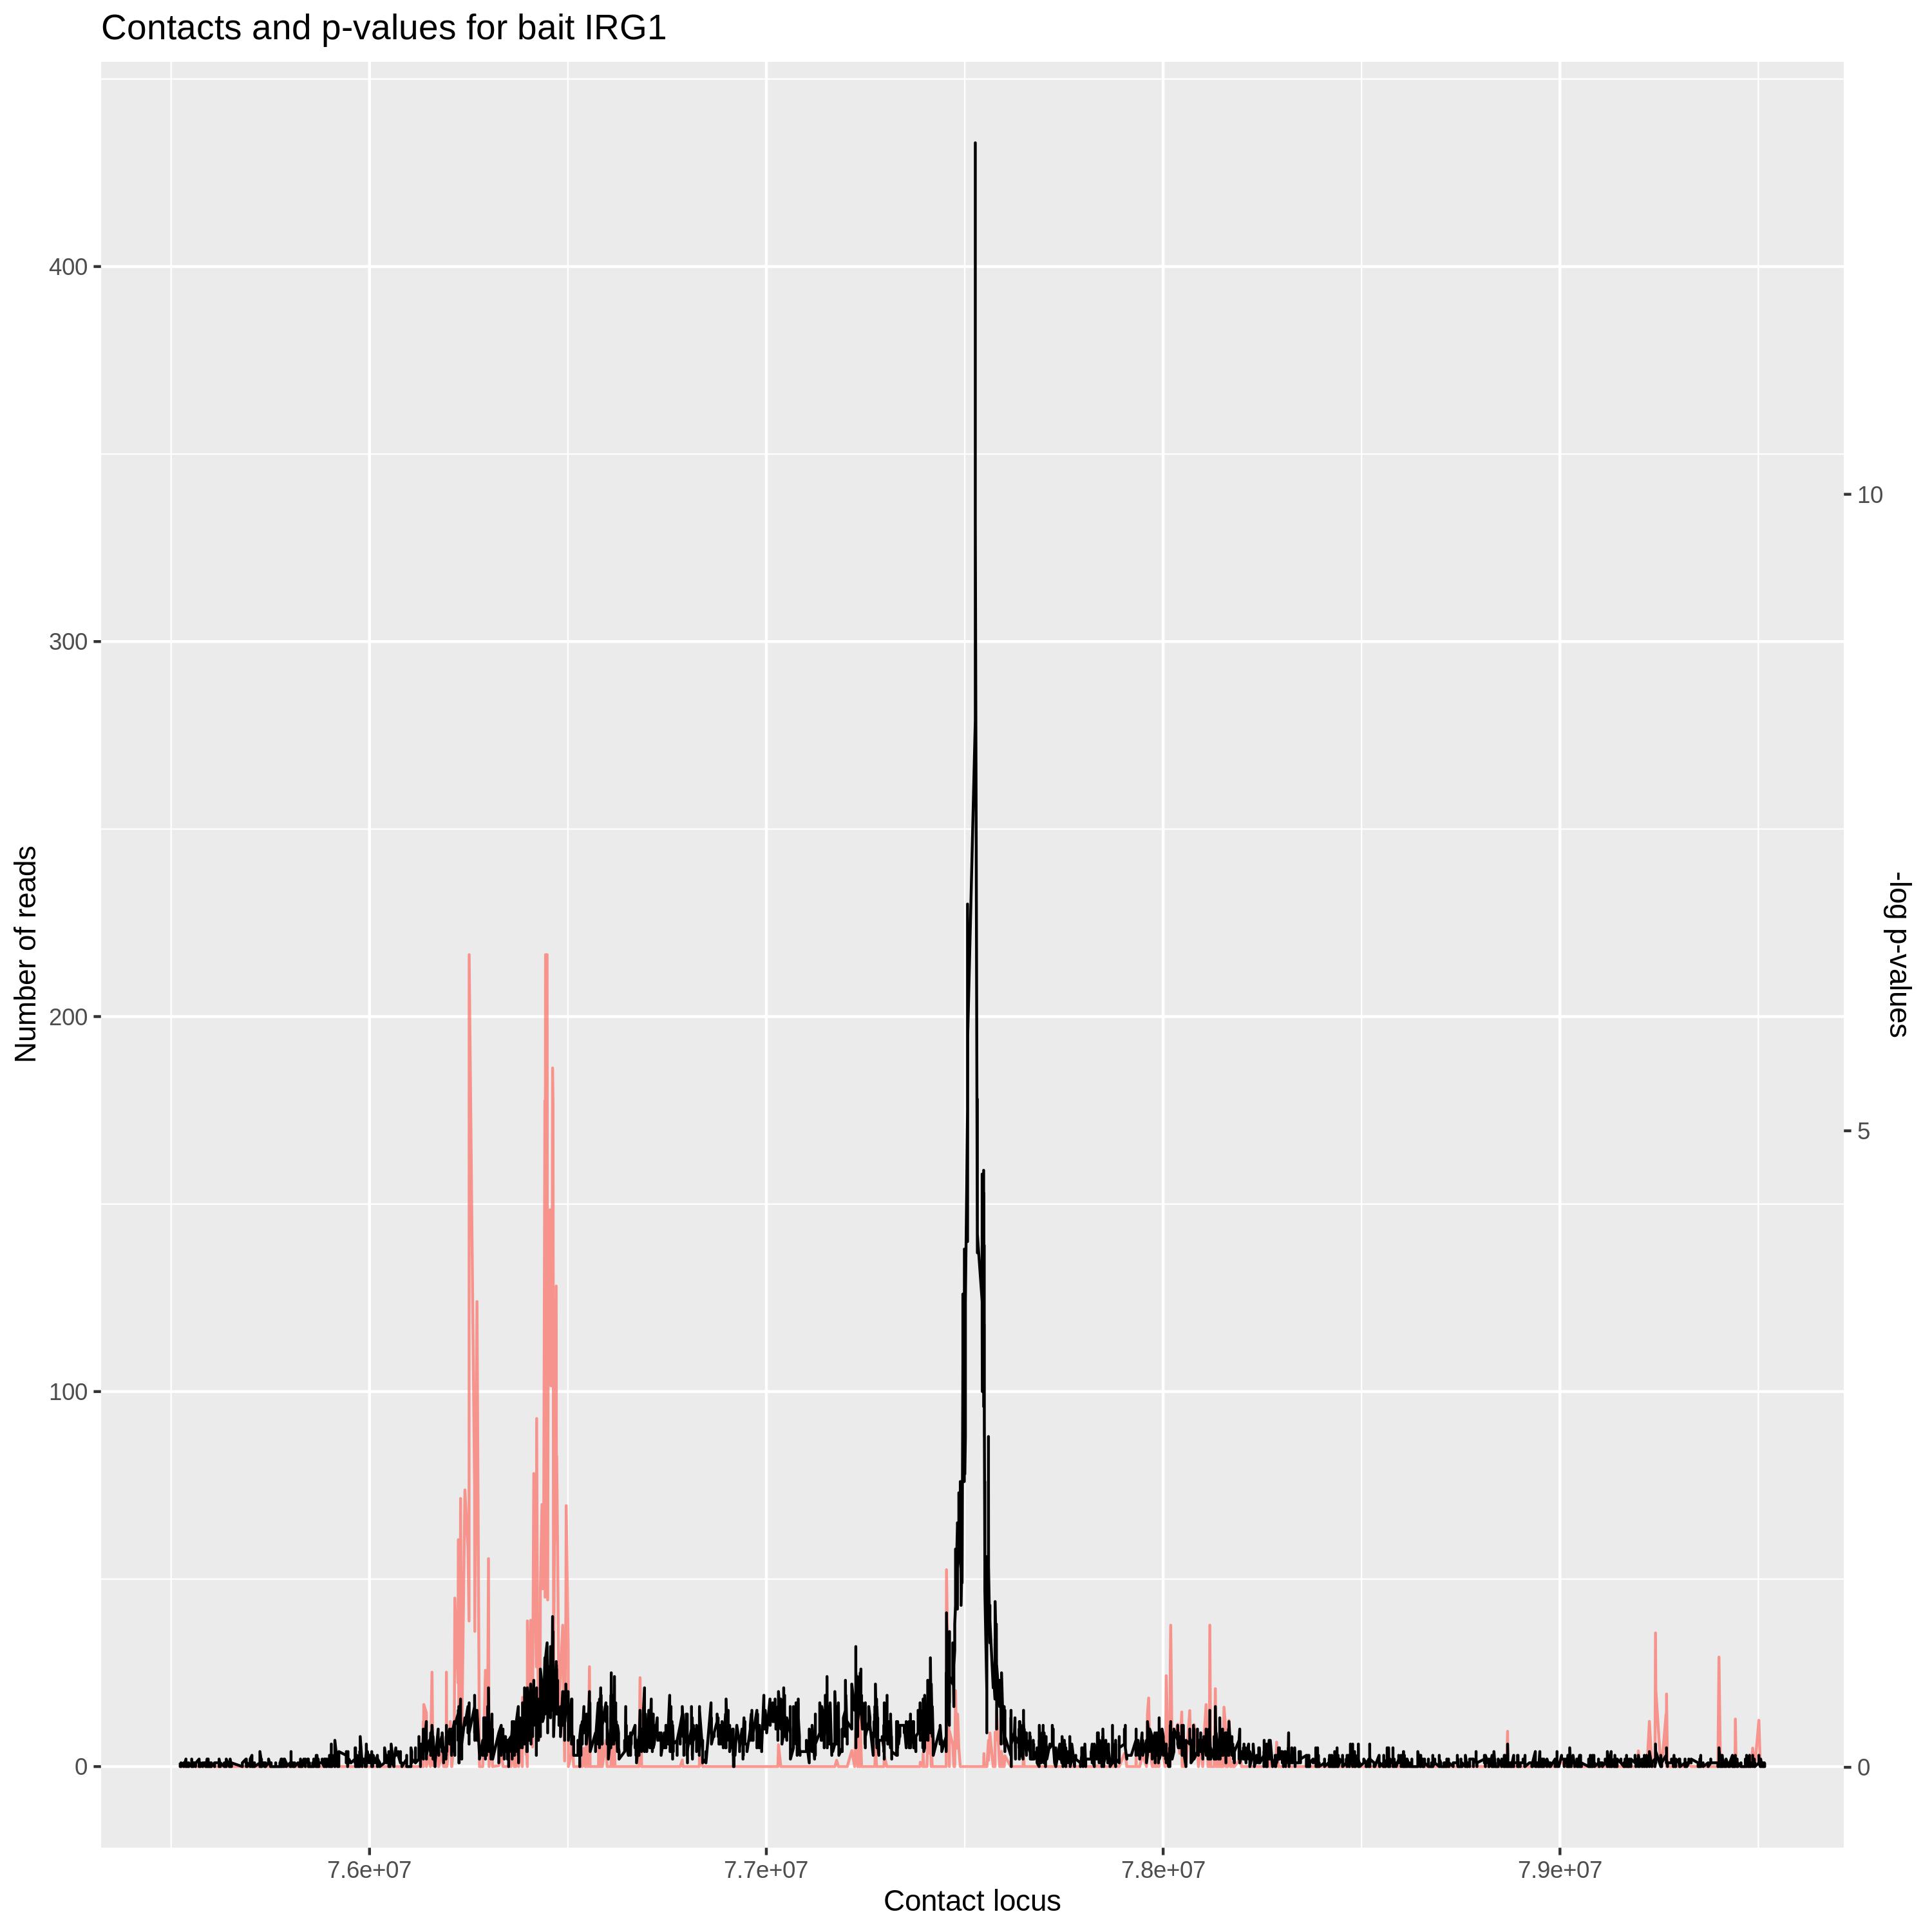 Contacts and p-values for bait IRG1
Number of reads
400
300
200
100
0
10
5
0
-log p-values
7.6e+07
7.7e+07
7.8e+07
7.9e+07
Contact locus